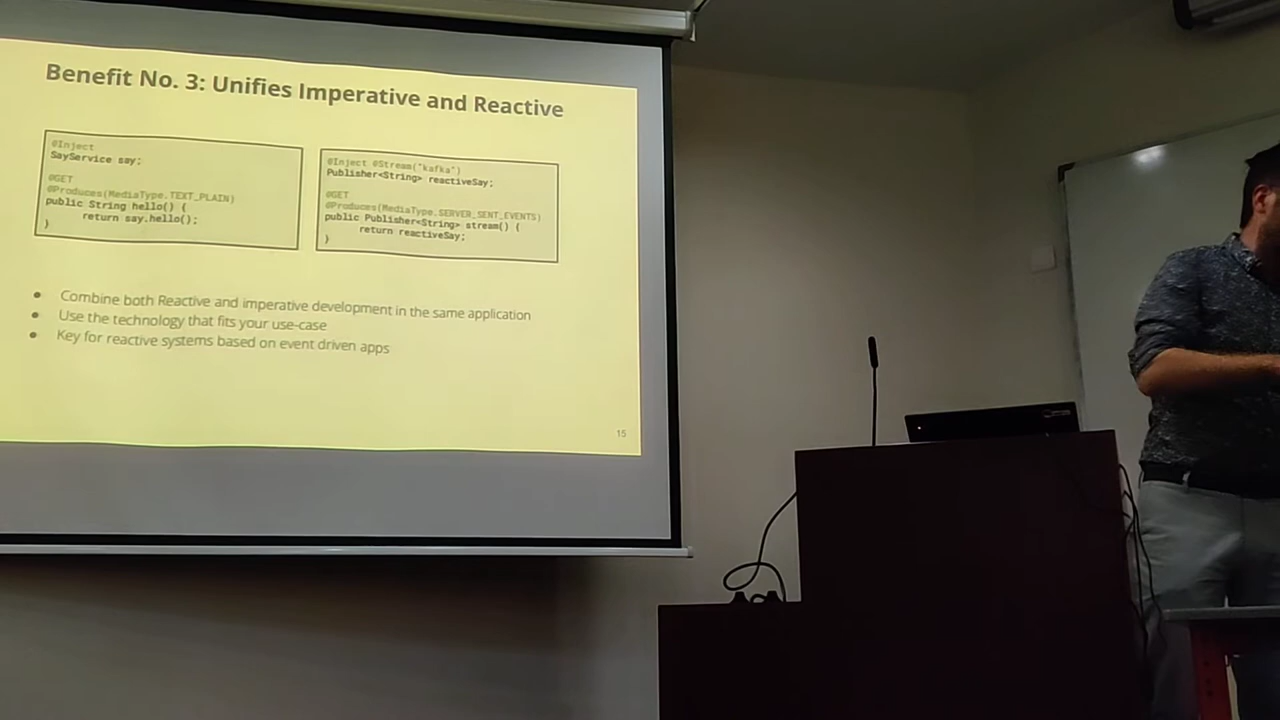 Benefit No. 3: Unifies Imperative and Reactive
@Inject
SayService say;
@GET
@Produces(MediaType.TEXT_PLAIN)
public String hello() {
return say.hello();
}
@Inject @Stream("kafka")
Publisher<String> reactiveSay;
@GET
@Produces(MediaType.SERVER_SENT_EVENTS)
public Publisher<String> stream() {
return reactiveSay;
}
• Combine both Reactive and imperative development in the same application
• Use the technology that fits your use-case
• Key for reactive systems based on event driven apps
15